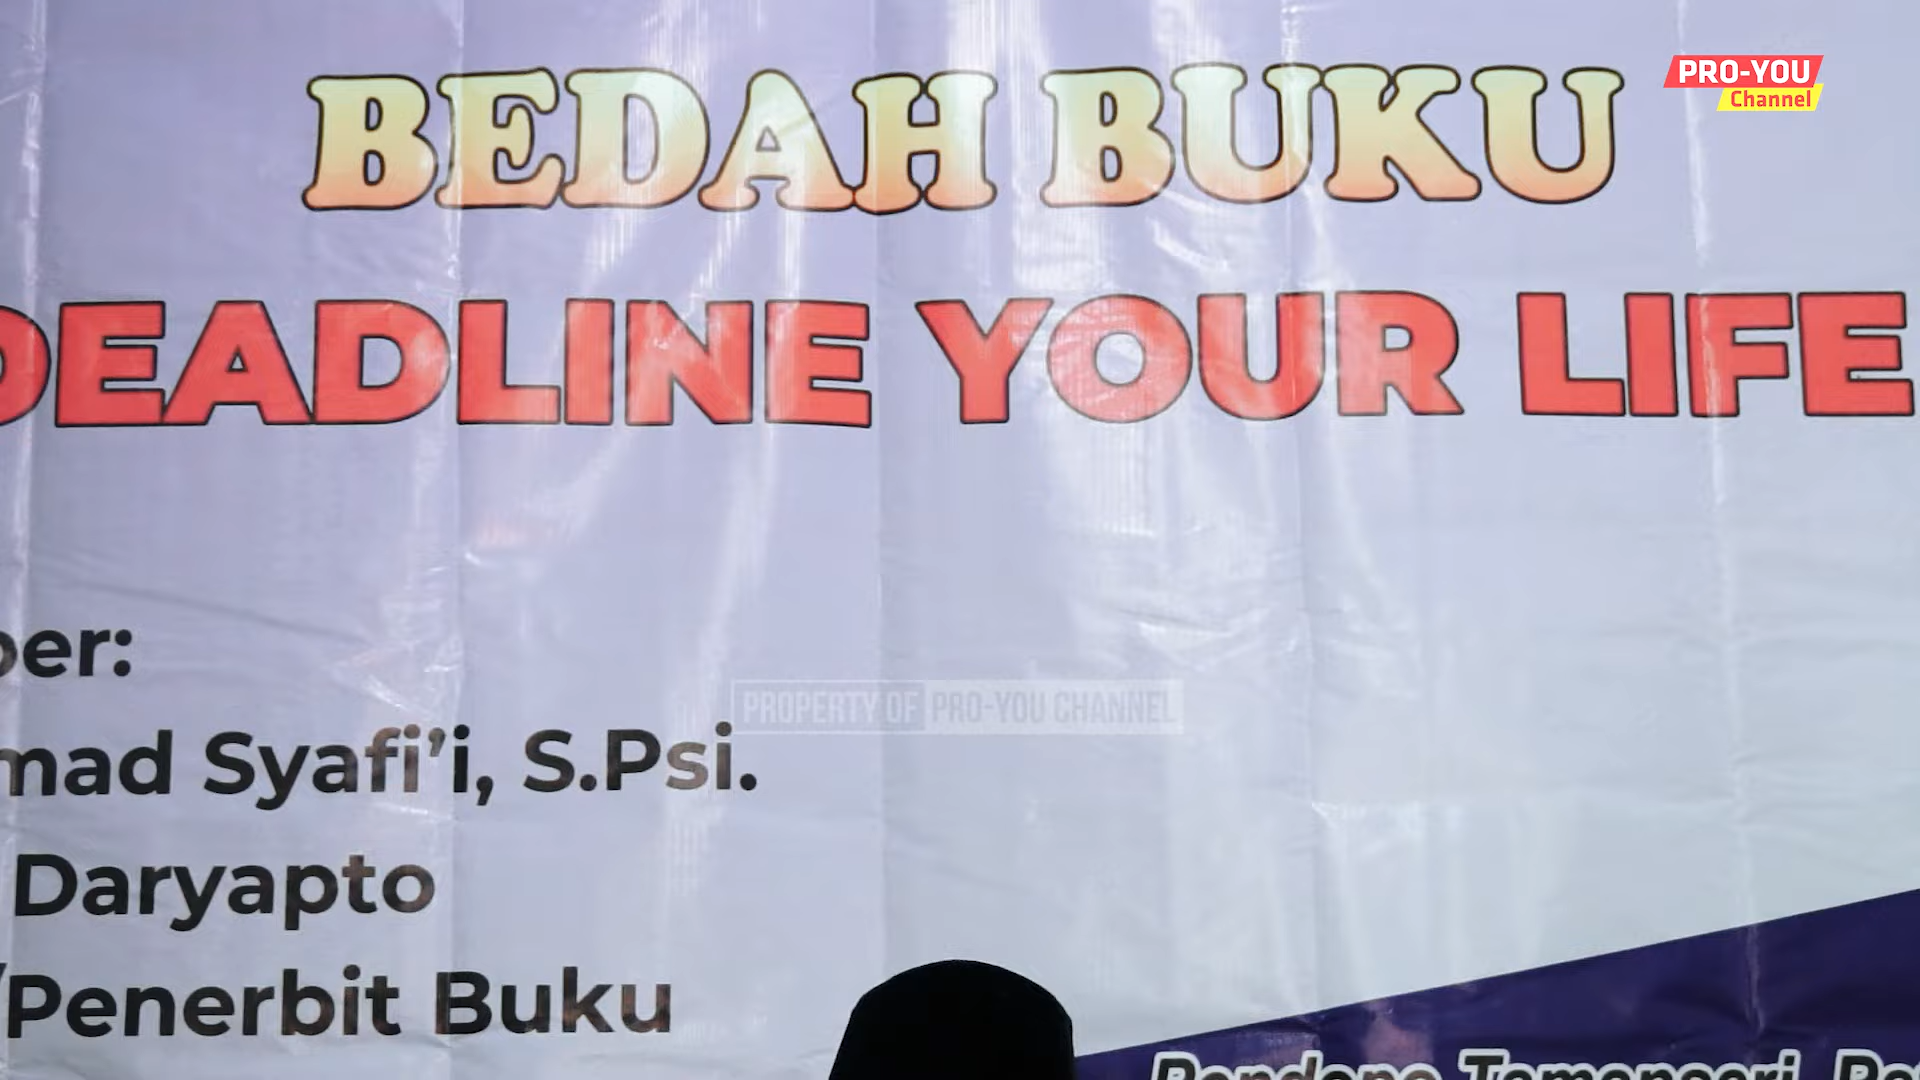 BEDAH BUKU
PRO-YOU
Channel
DEADLINE YOUR LIFE
ber:
mad Syafi'i, S.Psi.
PROPERTY OF PRO-YOU CHANNEL
Daryapto
/Penerbit Buku